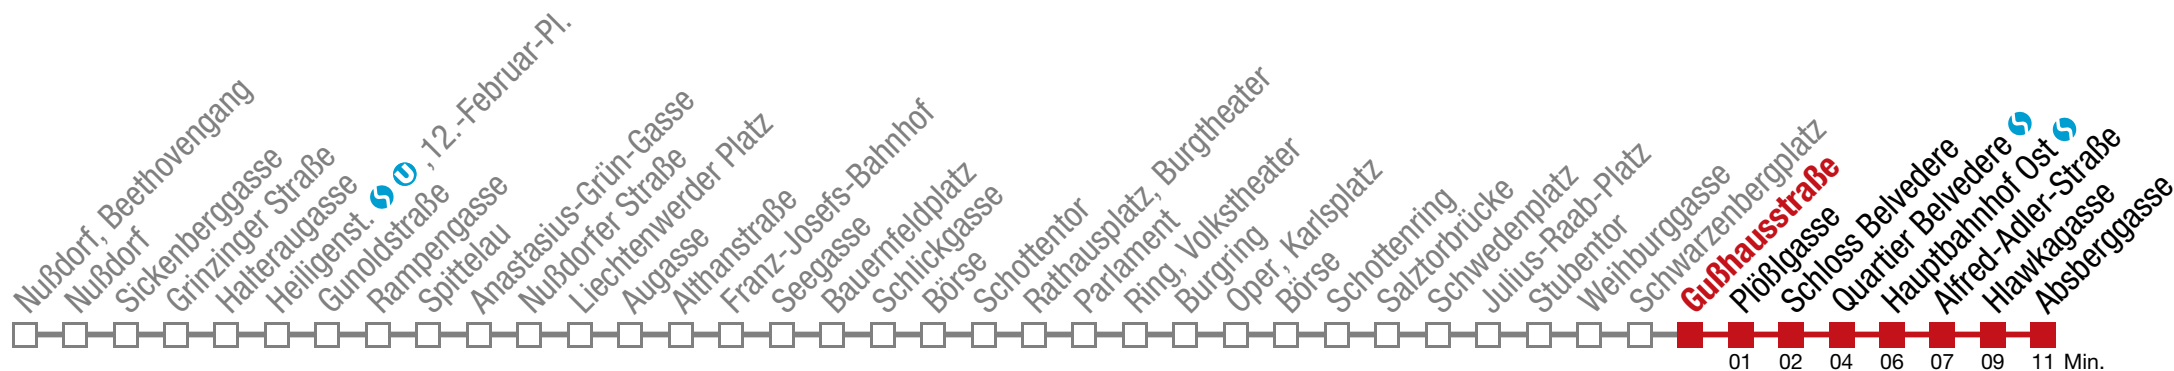 Nußdorf, Beethovengang
Nußdorf
Sickenberggasse
Grinzinger Straße
Halteraugasse
Heiligenst. S U ,12.-Februar-Pl.
Gunoldstraße
Rampengasse
Spittelau
Anastasius-Grün-Gasse
Nußdorfer Straße
Liechtenwerder Platz
Augasse
Althanstraße
Franz-Josefs-Bahnhof
Seegasse
Bauernfeldplatz
Schlickgasse
Börse
Schottentor
Rathausplatz, Burgtheater
Parlament
Ring, Volkstheater
Burgring
Oper, Karlsplatz
Börse
Schottenring
Salztorbrücke
Schwedenplatz
Julius-Raab-Platz
Stubentor
Weihburggasse
Schwarzenbergplatz
Gußhausstraße
Plößlgasse
Schloss Belvedere
Quartier Belvedere S
Hauptbahnhof Ost S
Alfred-Adler-Straße
Hlawkagasse
Absberggasse
01 02 04 06 07 09 11 Min.